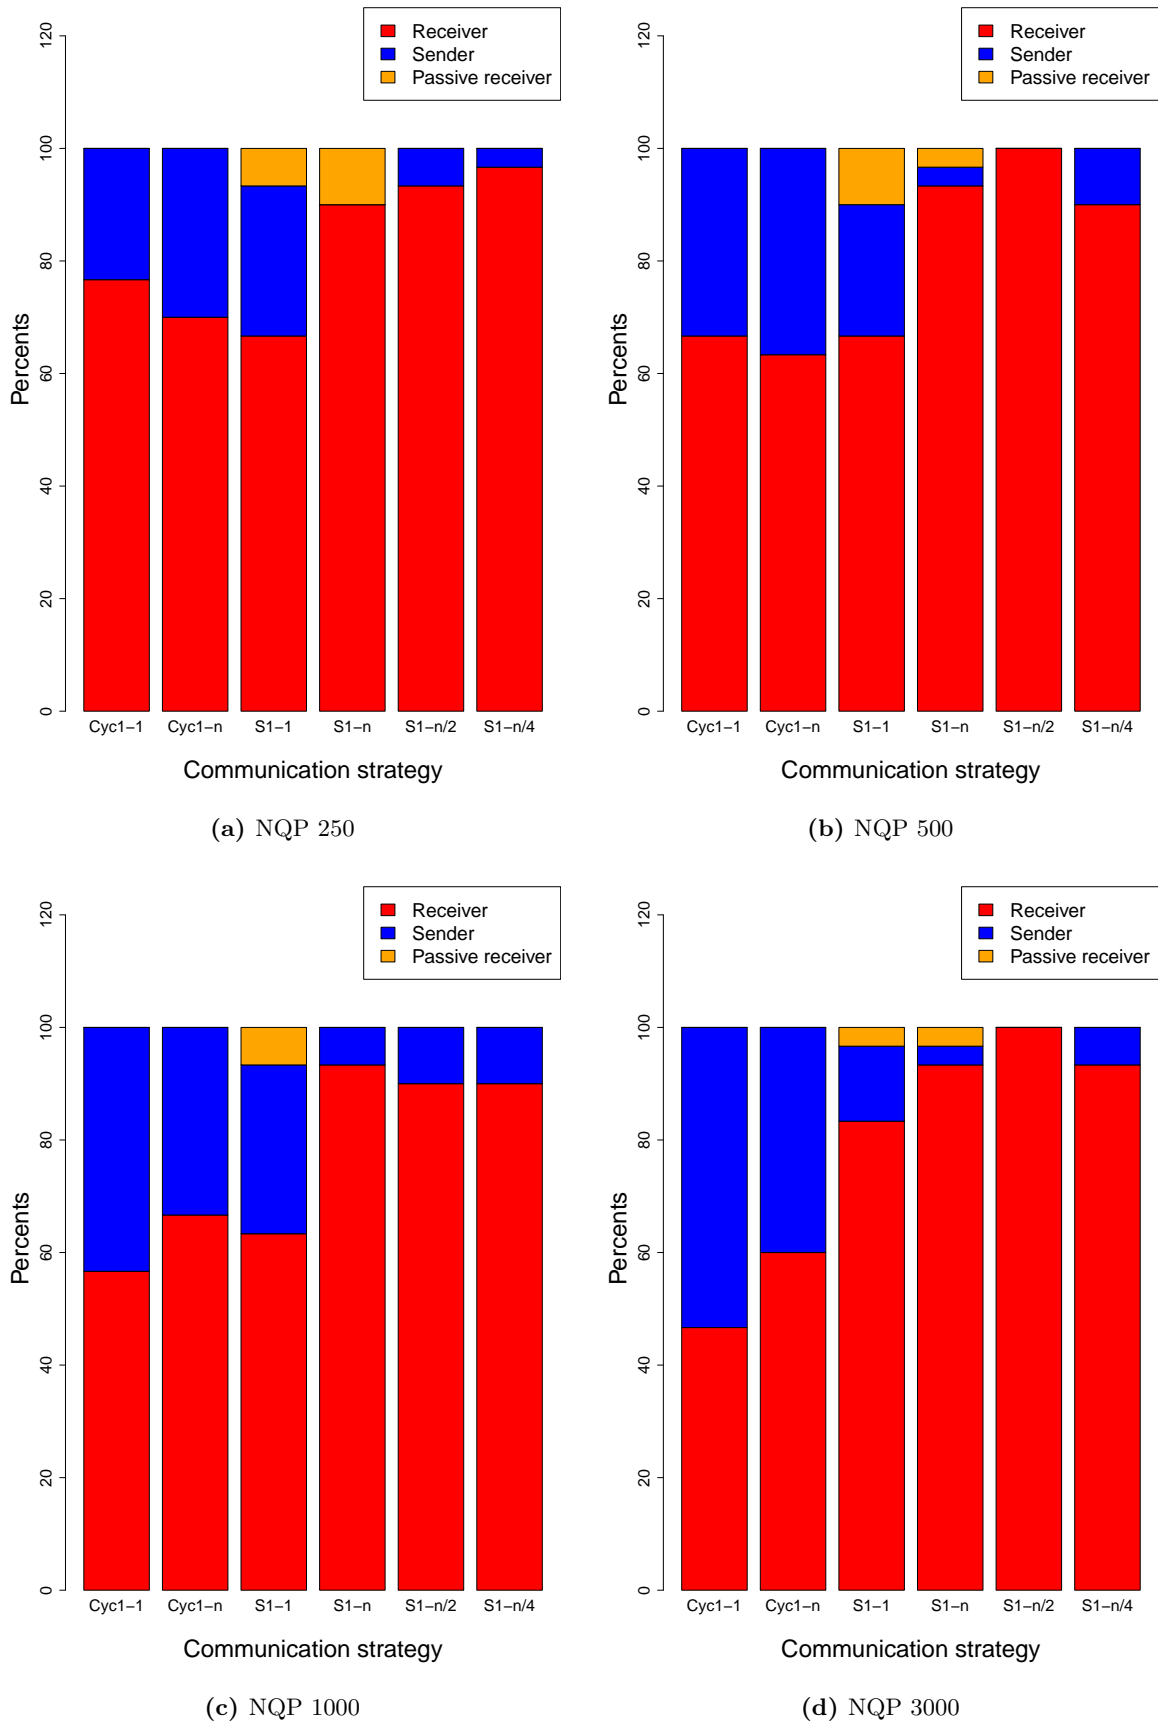 Receiver
Sender
Passive receiver
120
100
80
60
40
20
0
Percents
Cyc1−1 Cyc1−n S1−1 S1−n S1−n/2 S1−n/4
Communication strategy
(a) NQP 250
Receiver
Sender
Passive receiver
120
100
80
60
40
20
0
Percents
Cyc1−1 Cyc1−n S1−1 S1−n S1−n/2 S1−n/4
Communication strategy
(b) NQP 500
Receiver
Sender
Passive receiver
120
100
80
60
40
20
0
Percents
Cyc1−1 Cyc1−n S1−1 S1−n S1−n/2 S1−n/4
Communication strategy
(c) NQP 1000
Receiver
Sender
Passive receiver
120
100
80
60
40
20
0
Percents
Cyc1−1 Cyc1−n S1−1 S1−n S1−n/2 S1−n/4
Communication strategy
(d) NQP 3000